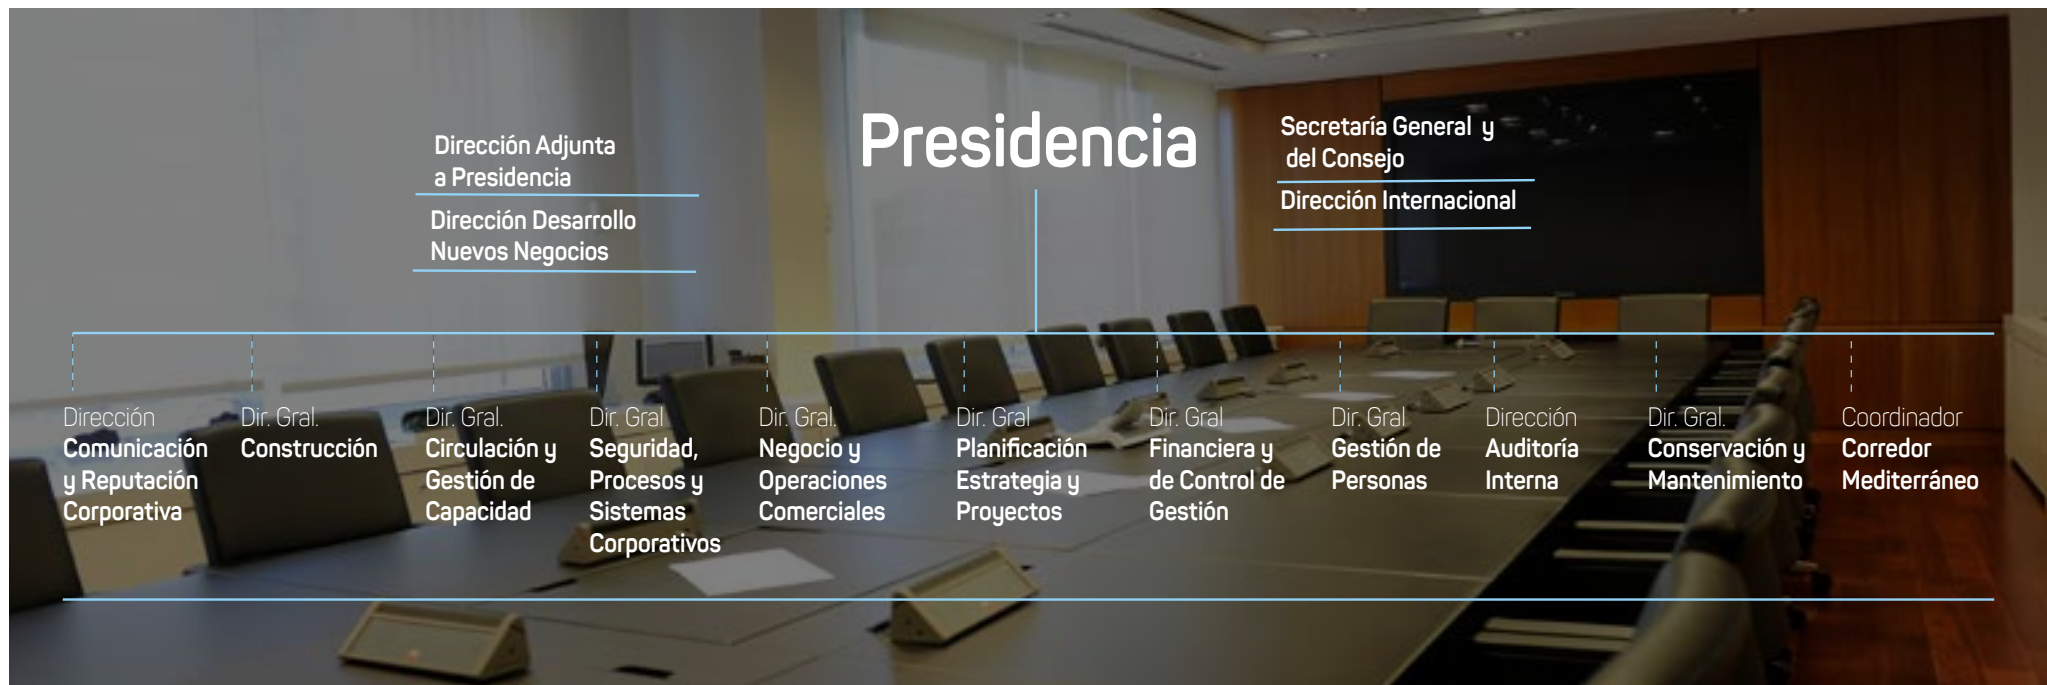 Presidencia
Dirección Adjunta
a Presidencia
Dirección Desarrollo
Nuevos Negocios
Secretaría General y
del Consejo
Dirección Internacional
Dirección
Comunicación
y Reputación
Corporativa
Dir. Gral.
Construcción
Dir. Gral.
Circulación y
Gestión de
Capacidad
Dir. Gral.
Seguridad,
Procesos y
Sistemas
Corporativos
Dir. Gral.
Negocio y
Operaciones
Comerciales
Dir. Gral
Planificación
Estrategia y
Proyectos
Dir. Gral
Financiera y
de Control de
Gestión
Dir. Gral
Gestión de
Personas
Dirección
Auditoría
Interna
Dir. Gral.
Conservación y
Mantenimiento
Coordinador
Corredor
Mediterráneo